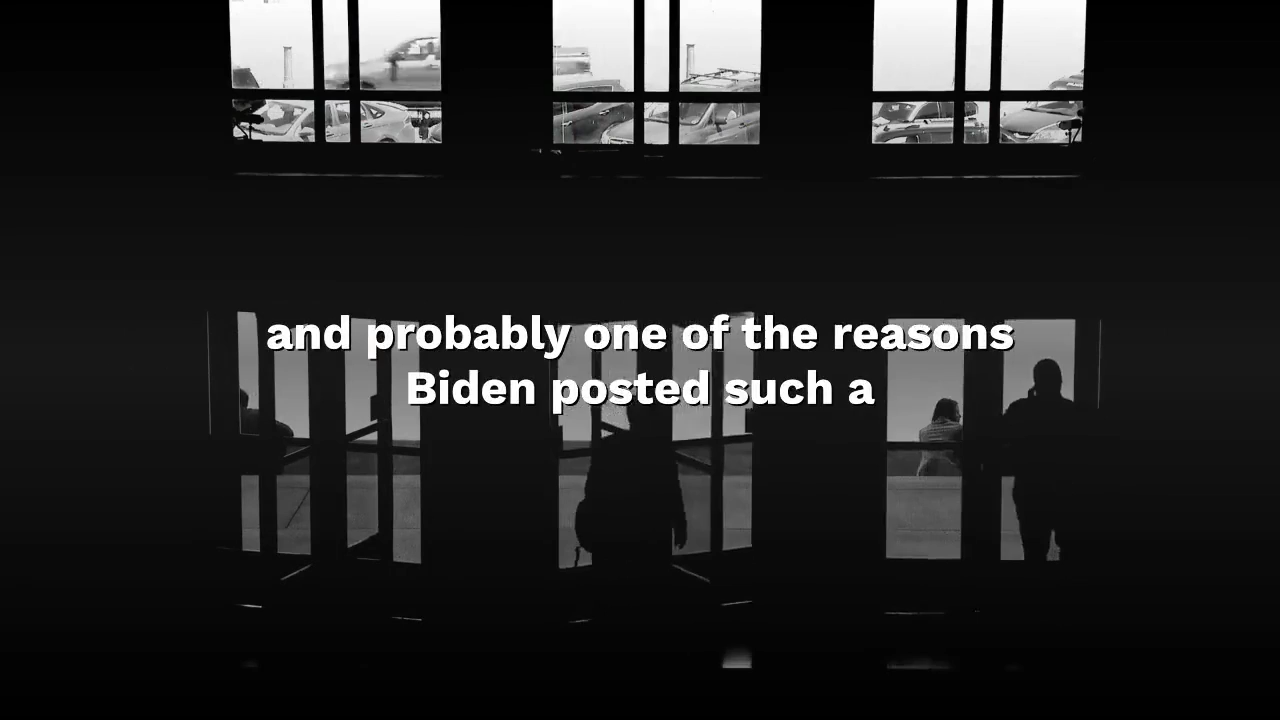 and probably one of the reasons
Biden posted such a